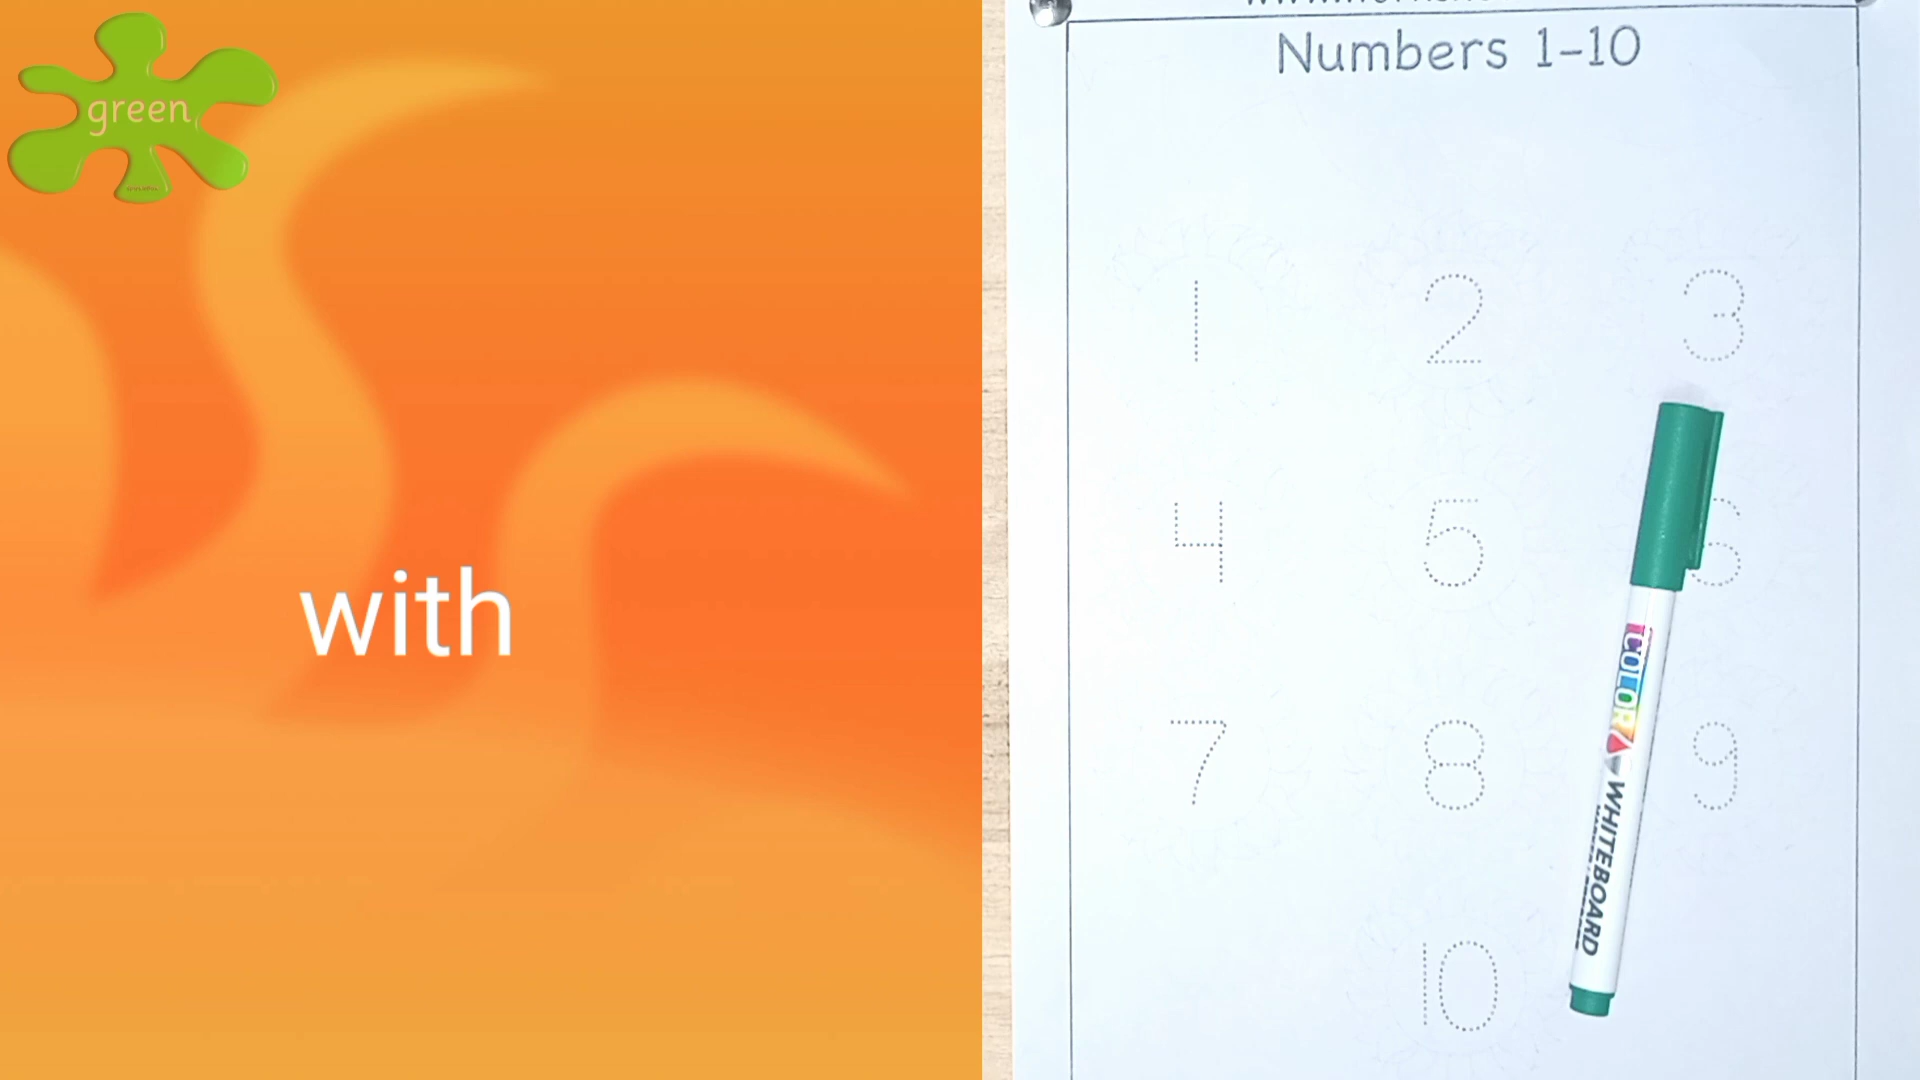 green
with
Numbers 1-10
1 2 3
4 5 6
7 8 9
10
COLOR
WHITEBOARD